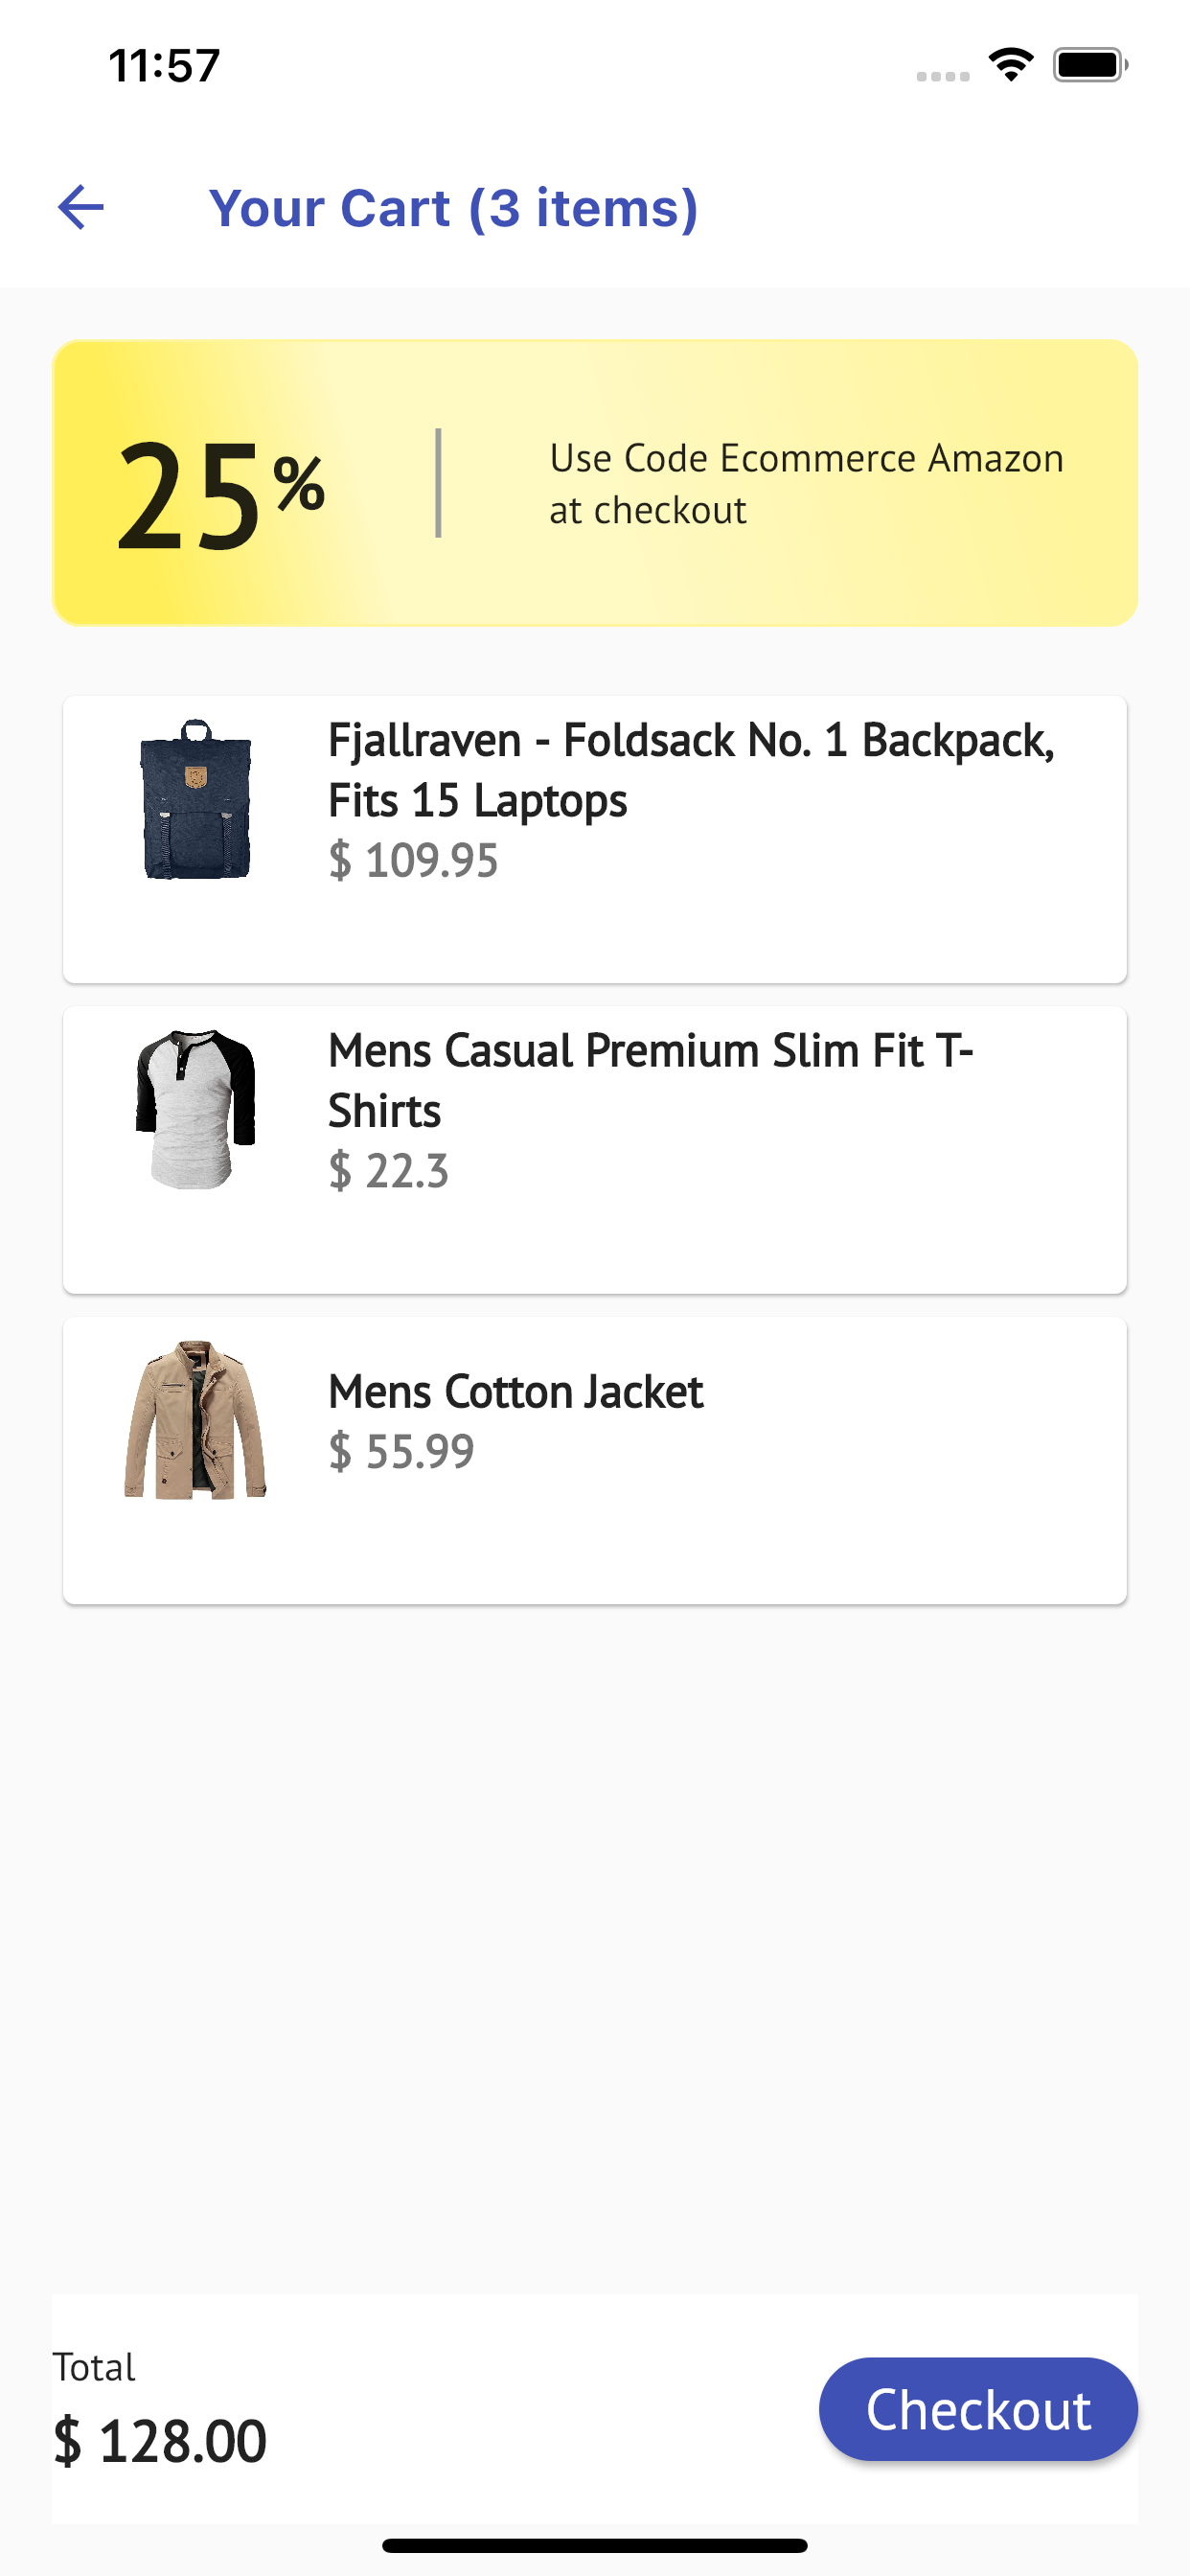 11:57
Your Cart (3 items)
25%
Use Code Ecommerce Amazon
at checkout
Fjallraven - Foldsack No. 1 Backpack,
Fits 15 Laptops
$ 109.95
Mens Casual Premium Slim Fit T-
Shirts
$ 22.3
Mens Cotton Jacket
$ 55.99
Total
$ 128.00
Checkout